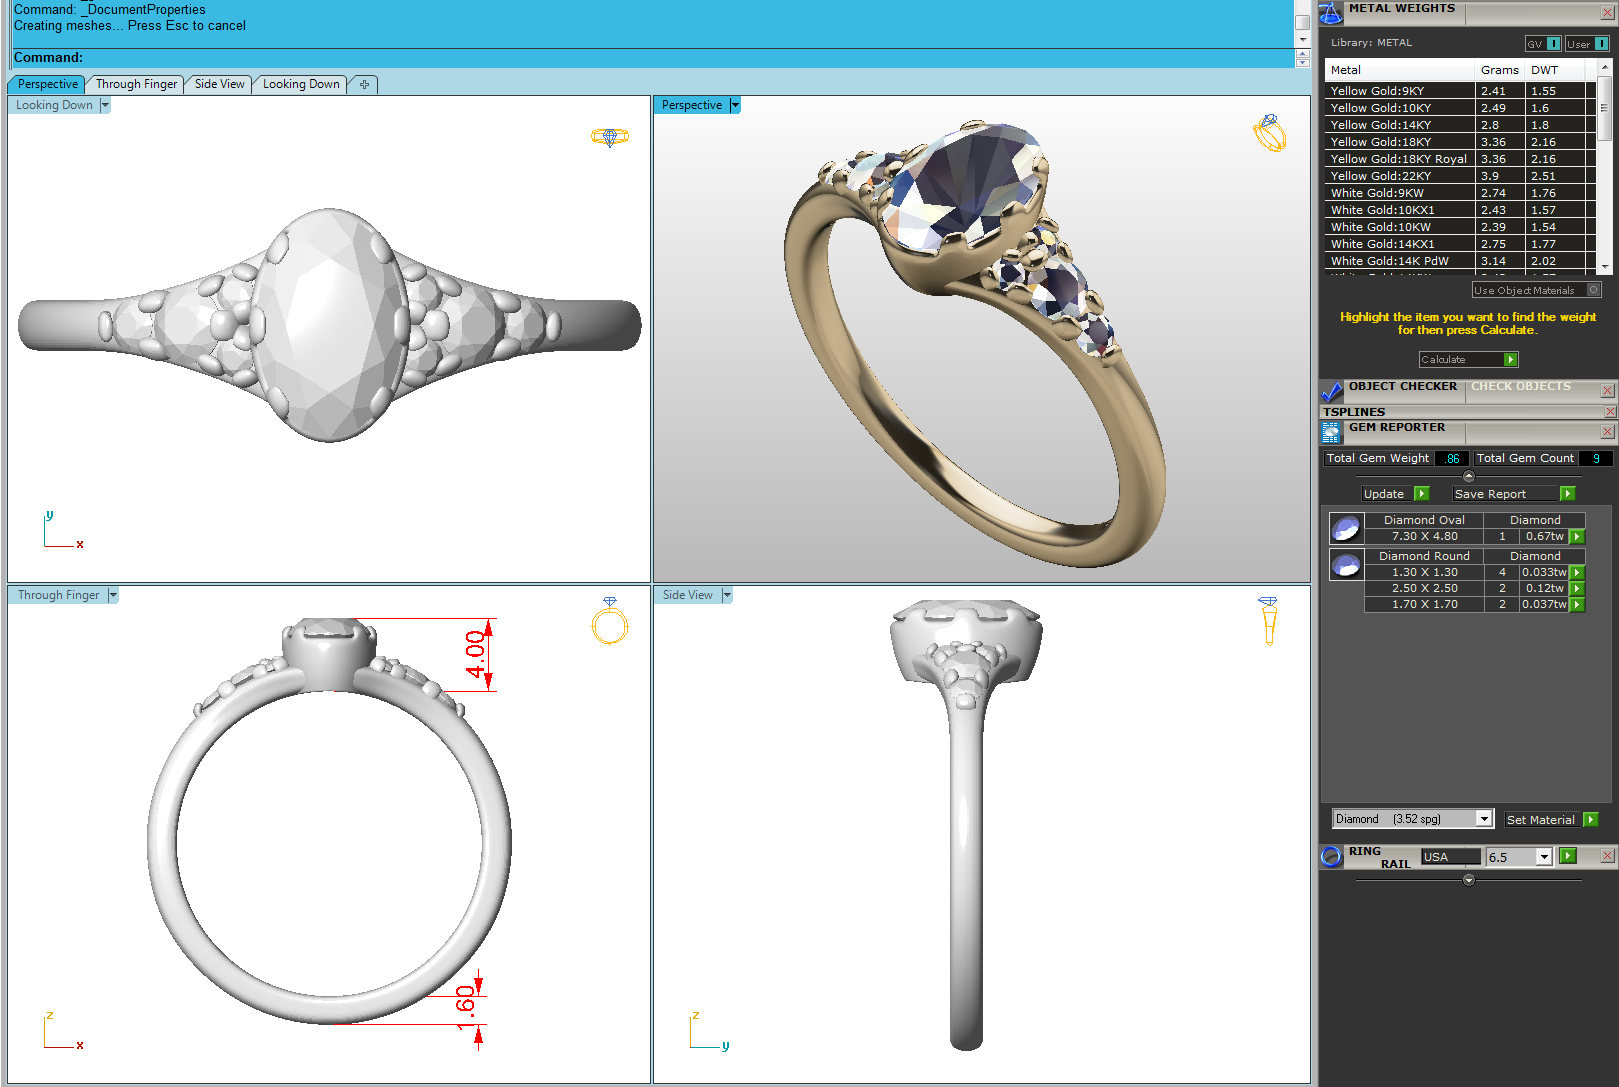 Command: _DocumentProperties
Creating meshes... Press Esc to cancel
Command:
Perspective
Through Finger
Side View
Looking Down
Looking Down
y
x
Perspective
Through Finger
4.00
1.60
z
x
Side View
z
y
METAL WEIGHTS
Library: METAL
GV
User
Metal Grams DWT
Yellow Gold:9KY 2.41 1.55
Yellow Gold:10KY 2.49 1.6
Yellow Gold:14KY 2.8 1.8
Yellow Gold:18KY 3.36 2.16
Yellow Gold:18KY Royal 3.36 2.16
Yellow Gold:22KY 3.9 2.51
White Gold:9KW 2.74 1.76
White Gold:10KX1 2.43 1.57
White Gold:10KW 2.39 1.54
White Gold:14KX1 2.75 1.77
White Gold:14K PdW 3.14 2.02
Use Object Materials
Highlight the item you want to find the weight
for then press Calculate.
Calculate
OBJECT CHECKER CHECK OBJECTS
TSPLINES
GEM REPORTER
Total Gem Weight .86 Total Gem Count 9
Update Save Report
Diamond Oval Diamond
7.30 X 4.80 1 0.67tw
Diamond Round Diamond
1.30 X 1.30 4 0.033tw
2.50 X 2.50 2 0.12tw
1.70 X 1.70 2 0.037tw
Diamond (3.52 spg) Set Material
RING
RAIL USA 6.5